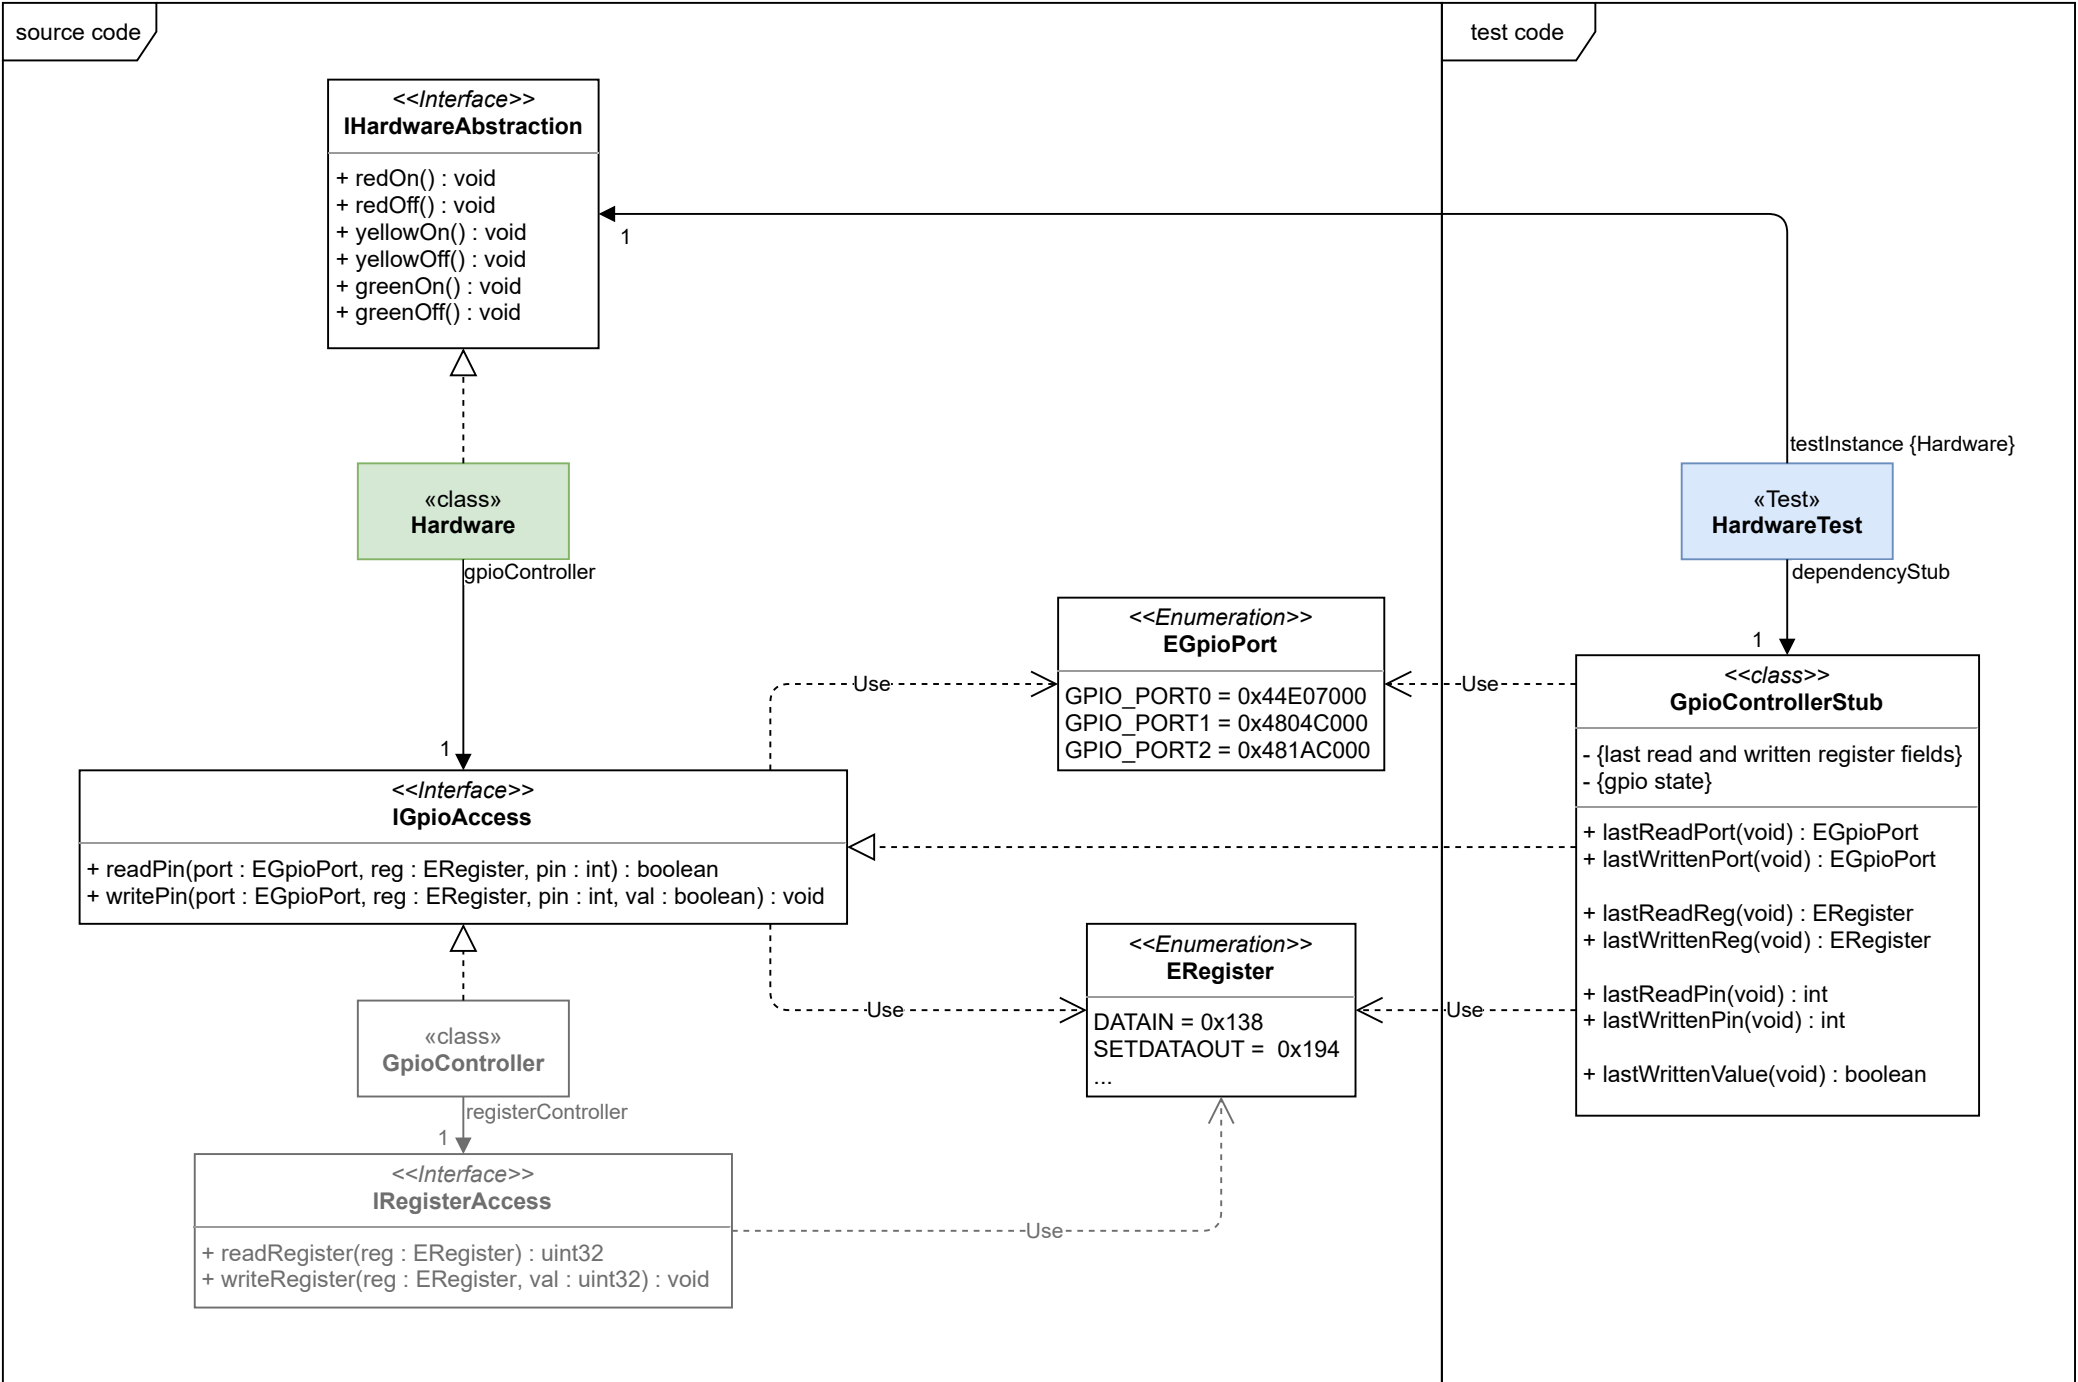 source code
test code
<<Interface>>
IHardwareAbstraction
+ redOn() : void
+ redOff() : void
+ yellowOn() : void
+ yellowOff() : void
+ greenOn() : void
+ greenOff() : void
1
testInstance {Hardware}
«class»
Hardware
gpioController
«Test»
HardwareTest
dependencyStub
<<Enumeration>>
EGpioPort
GPIO_PORT0 = 0x44E07000
GPIO_PORT1 = 0x4804C000
GPIO_PORT2 = 0x481AC000
Use
Use
1
1
<<Interface>>
IGpioAccess
+ readPin(port : EGpioPort, reg : ERegister, pin : int) : boolean
+ writePin(port : EGpioPort, reg : ERegister, pin : int, val : boolean) : void
<<class>>
GpioControllerStub
- {last read and written register fields}
- {gpio state}
+ lastReadPort(void) : EGpioPort
+ lastWrittenPort(void) : EGpioPort
+ lastReadReg(void) : ERegister
+ lastWrittenReg(void) : ERegister
+ lastReadPin(void) : int
+ lastWrittenPin(void) : int
+ lastWrittenValue(void) : boolean
<<Enumeration>>
ERegister
DATAIN = 0x138
SETDATAOUT =  0x194
...
Use
Use
«class»
GpioController
registerController
1
<<Interface>>
IRegisterAccess
+ readRegister(reg : ERegister) : uint32
+ writeRegister(reg : ERegister, val : uint32) : void
Use